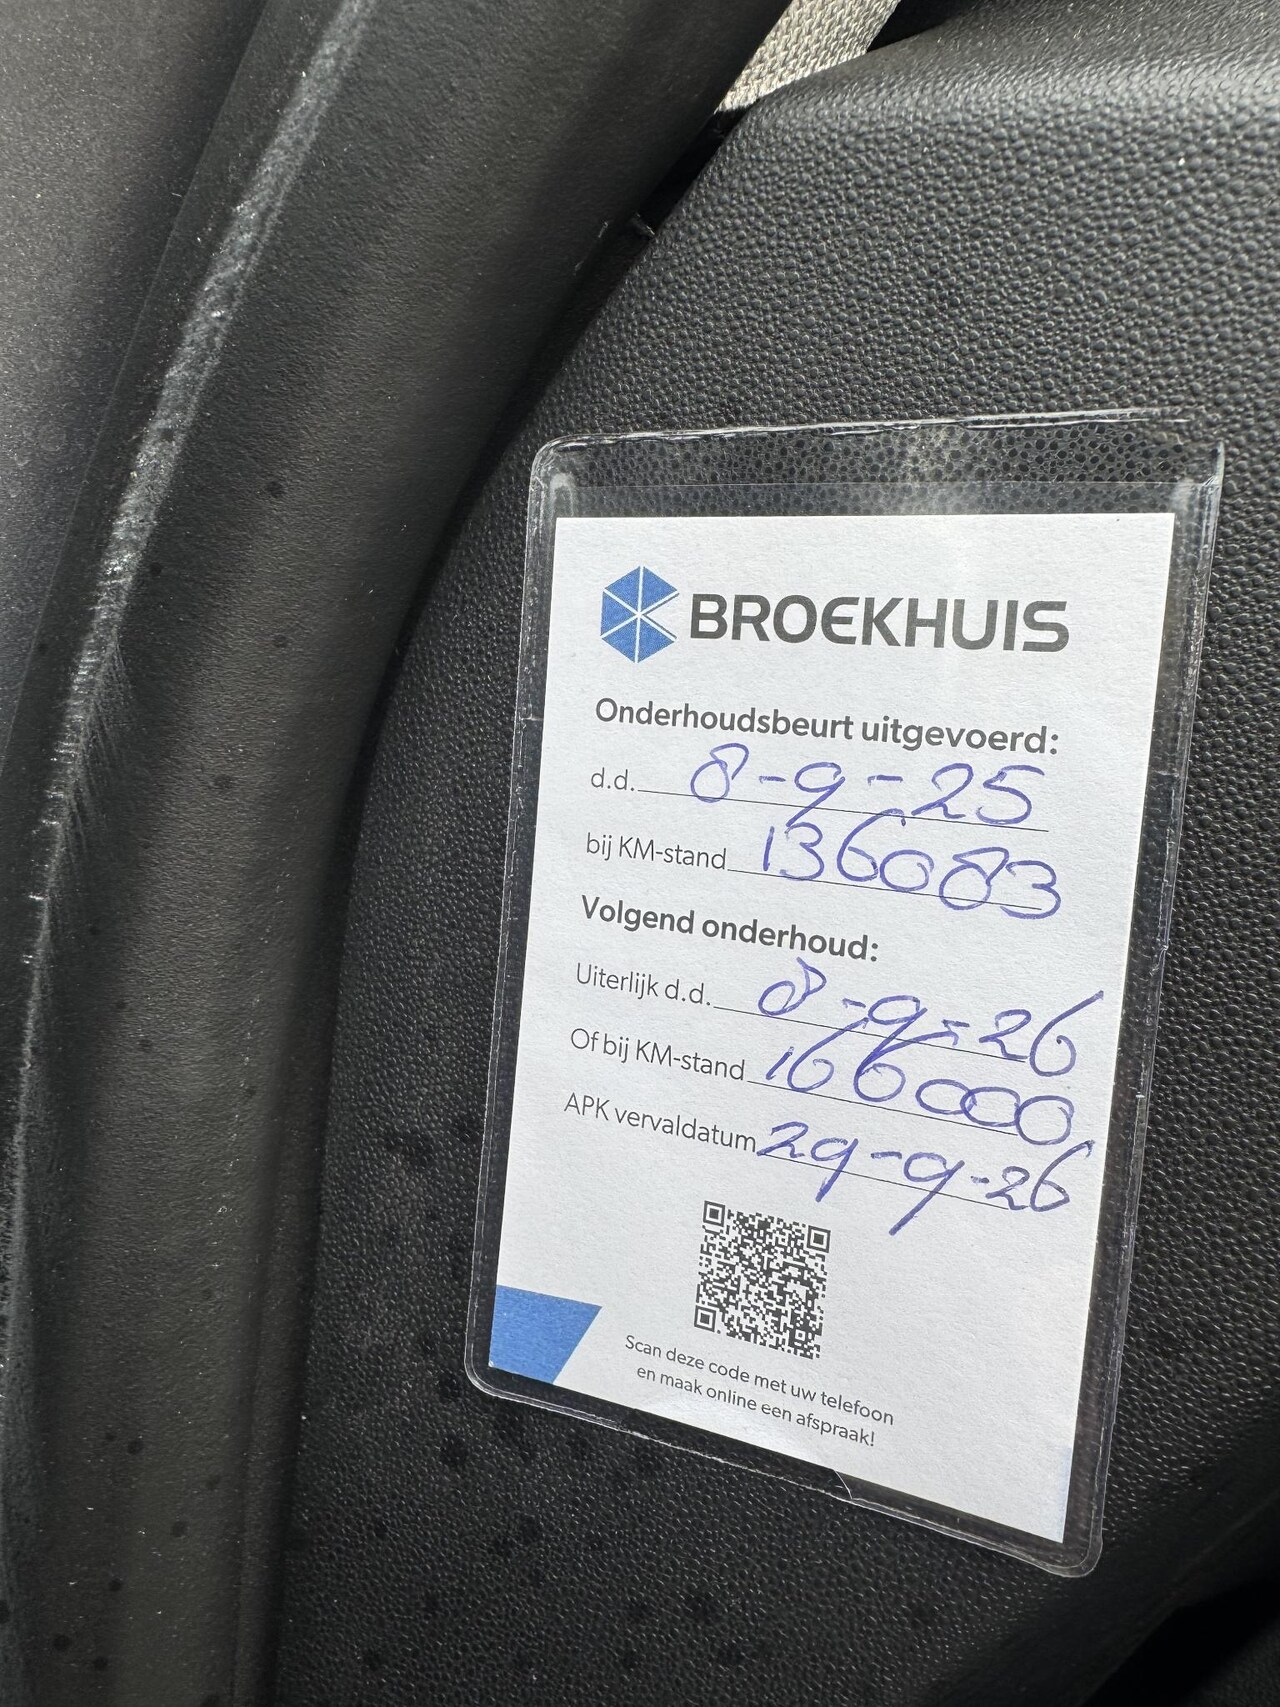 BROEKHUIS
Onderhoudsbeurt uitgevoerd:
d.d. 8-9-25
bij KM-stand 136083
Volgend onderhoud:
Uiterlijk d.d. 8-9-26
Of bij KM-stand 166000
APK vervaldatum 29-9-26
Scan deze code met uw telefoon
en maak online een afspraak!